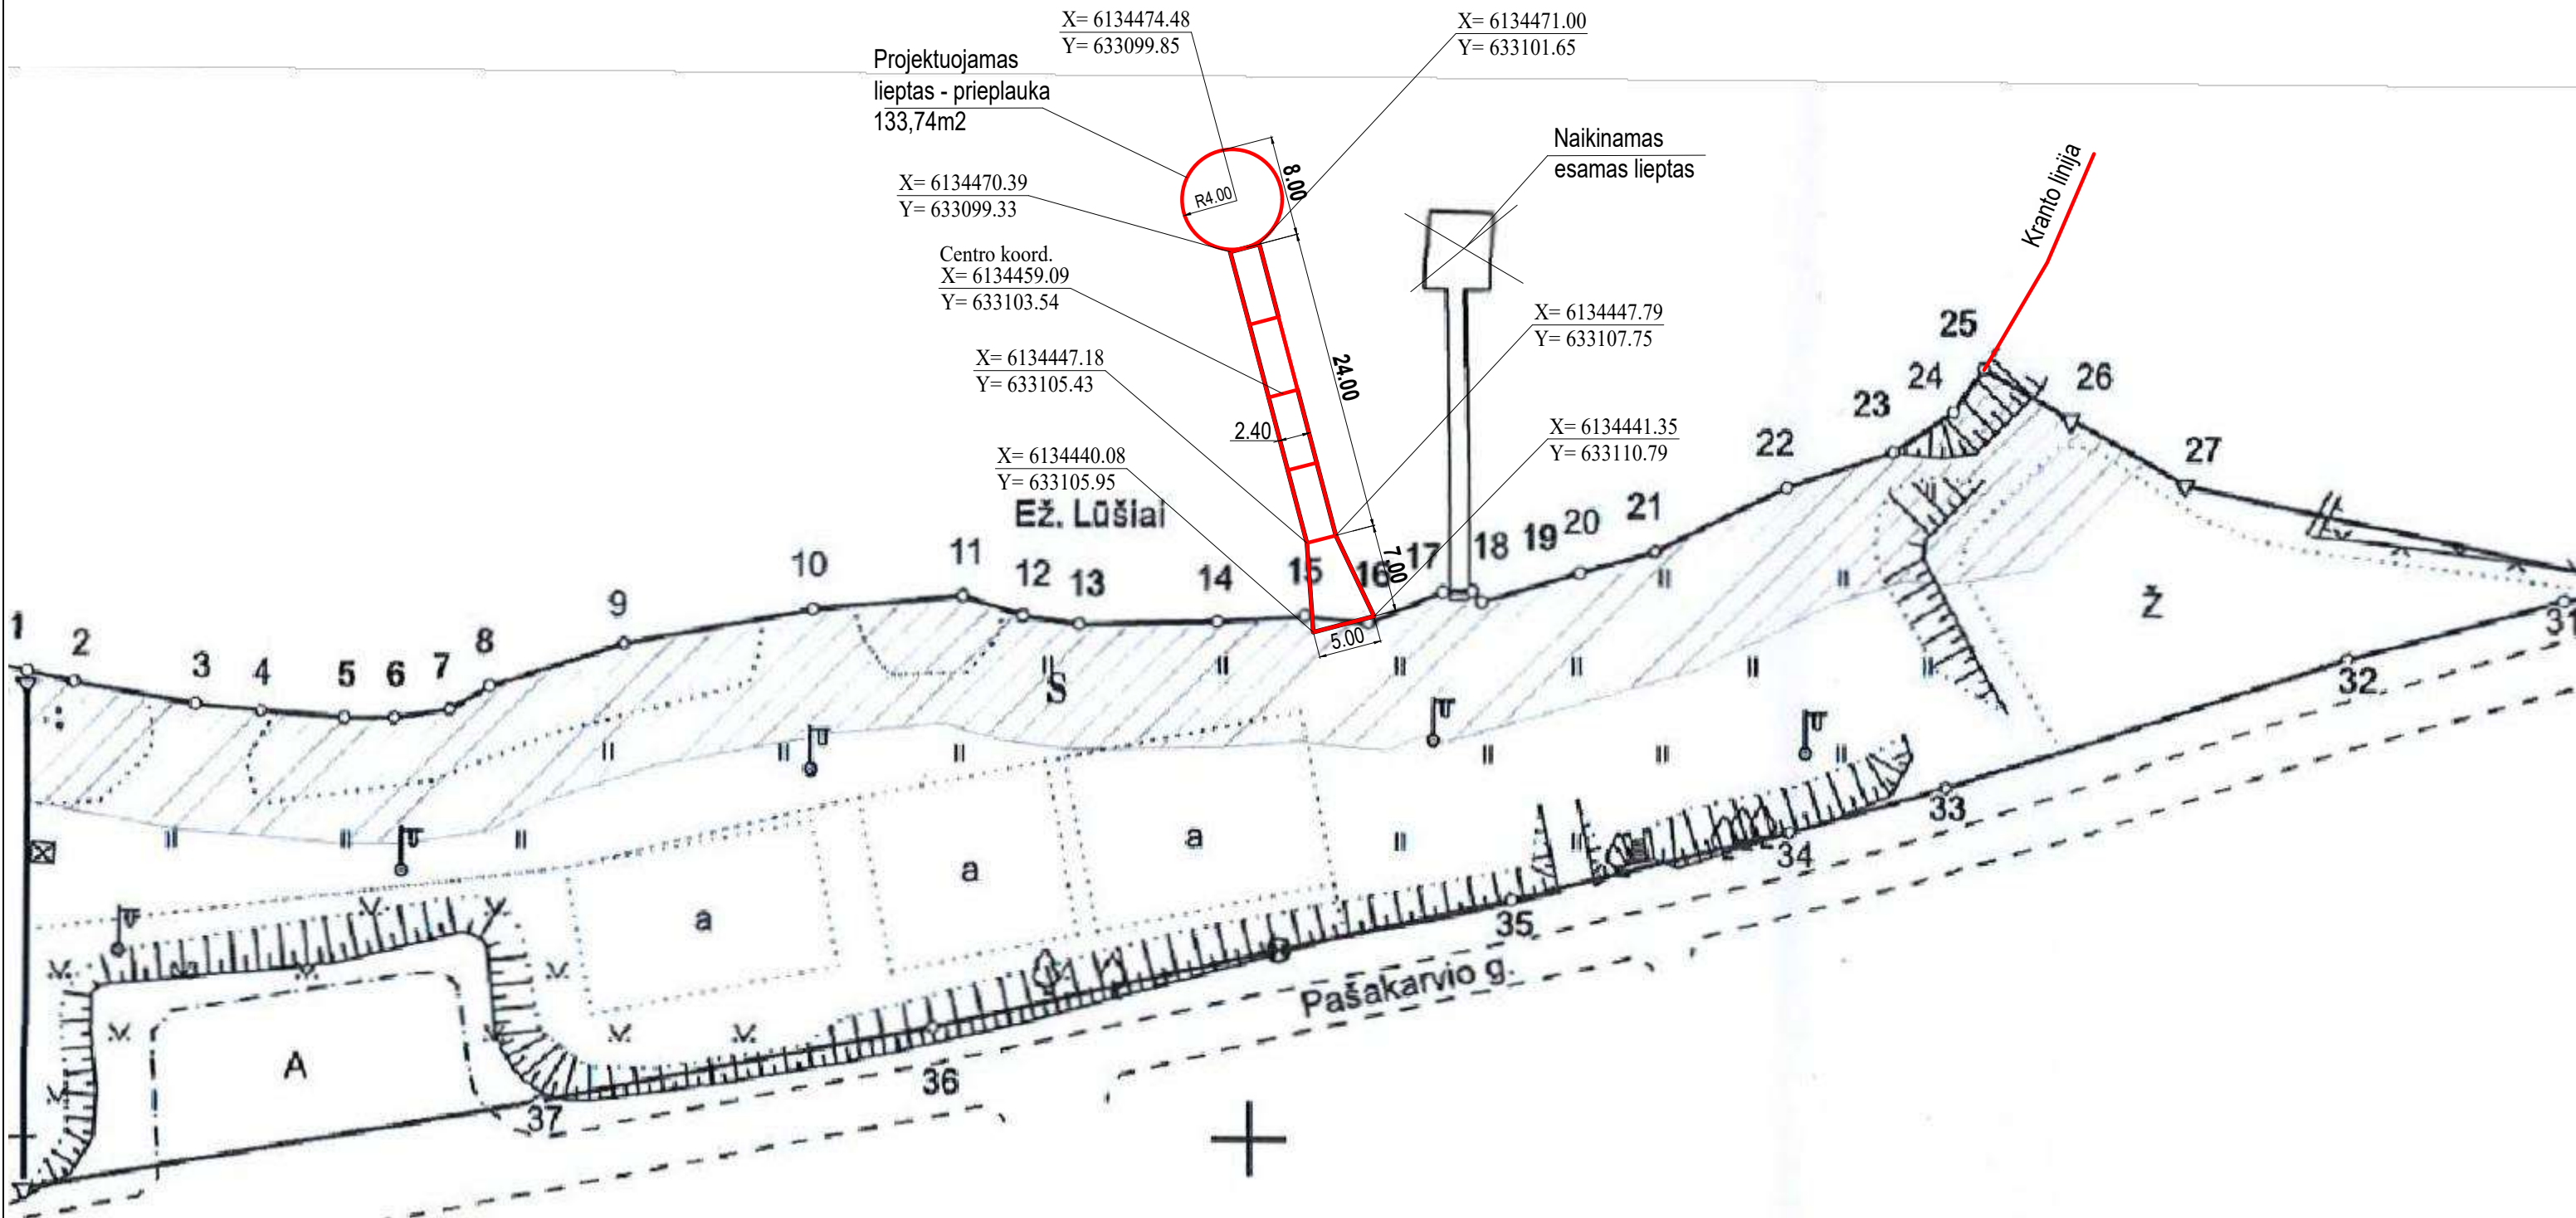 X= 6134474.48
Y= 633099.85
X= 6134471.00
Y= 633101.65
Projektuojamas
lieptas - prieplauka
133,74m2
Naikinamas
esamas lieptas
Kranto linija
8.00
R4.00
X= 6134470.39
Y= 633099.33
Centro koord.
X= 6134459.09
Y= 633103.54
X= 6134447.79
Y= 633107.75
24.00
X= 6134447.18
Y= 633105.43
2.40
X= 6134441.35
Y= 633110.79
X= 6134440.08
Y= 633105.95
Ež. Lūšiai
7.00
5.00
1
2
3
4
5
6
7
8
9
10
11
12
13
14
15
16
17
18
19
20
21
22
23
24
25
26
27
31
32
33
34
35
36
37
S
Ž
a
a
a
A
Pašakarvio g.